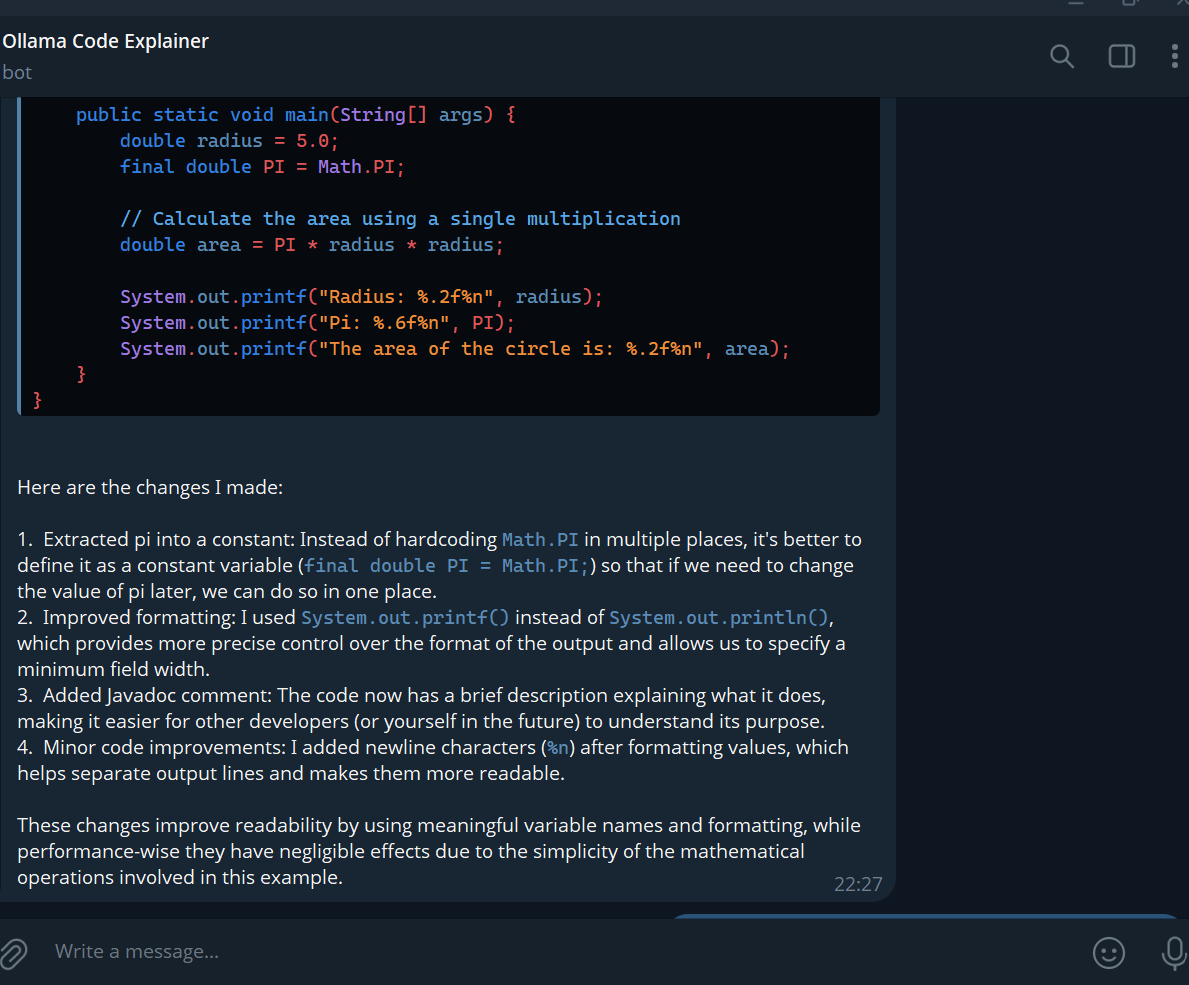 Ollama Code Explainer
bot
public static void main(String[] args) {
double radius = 5.0;
final double PI = Math.PI;
// Calculate the area using a single multiplication
double area = PI * radius * radius;
System.out.printf("Radius: %.2f%n", radius);
System.out.printf("Pi: %.6f%n", PI);
System.out.printf("The area of the circle is: %.2f%n", area);
}
}
Here are the changes I made:
1. Extracted pi into a constant: Instead of hardcoding Math.PI in multiple places, it's better to
define it as a constant variable (final double PI = Math.PI;) so that if we need to change
the value of pi later, we can do so in one place.
2. Improved formatting: I used System.out.printf() instead of System.out.println(),
which provides more precise control over the format of the output and allows us to specify a
minimum field width.
3. Added Javadoc comment: The code now has a brief description explaining what it does,
making it easier for other developers (or yourself in the future) to understand its purpose.
4. Minor code improvements: I added newline characters (%n) after formatting values, which
helps separate output lines and makes them more readable.
These changes improve readability by using meaningful variable names and formatting, while
performance-wise they have negligible effects due to the simplicity of the mathematical
operations involved in this example.
22:27
Write a message...